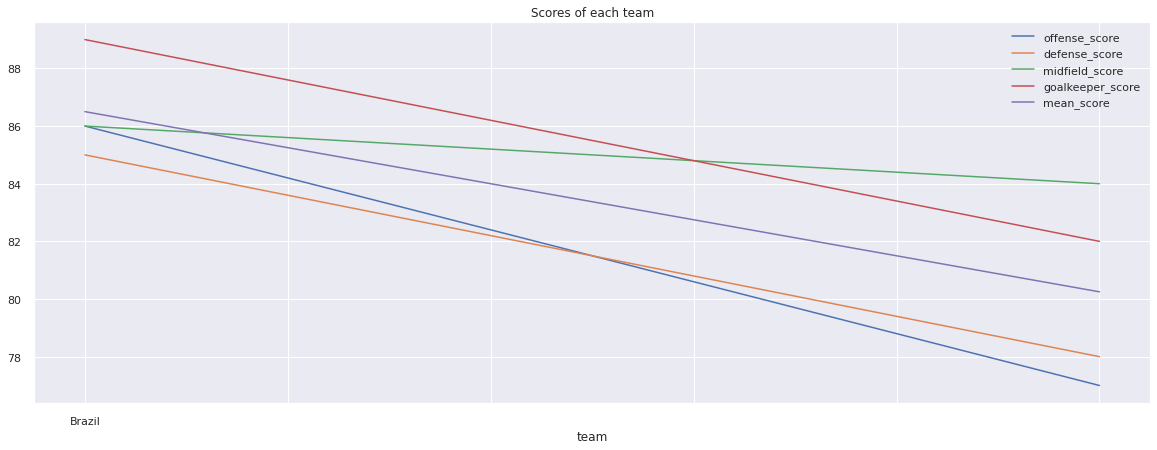 Scores of each team
offense_score
defense_score
midfield_score
goalkeeper_score
mean_score
88
86
84
82
80
78
Brazil
team